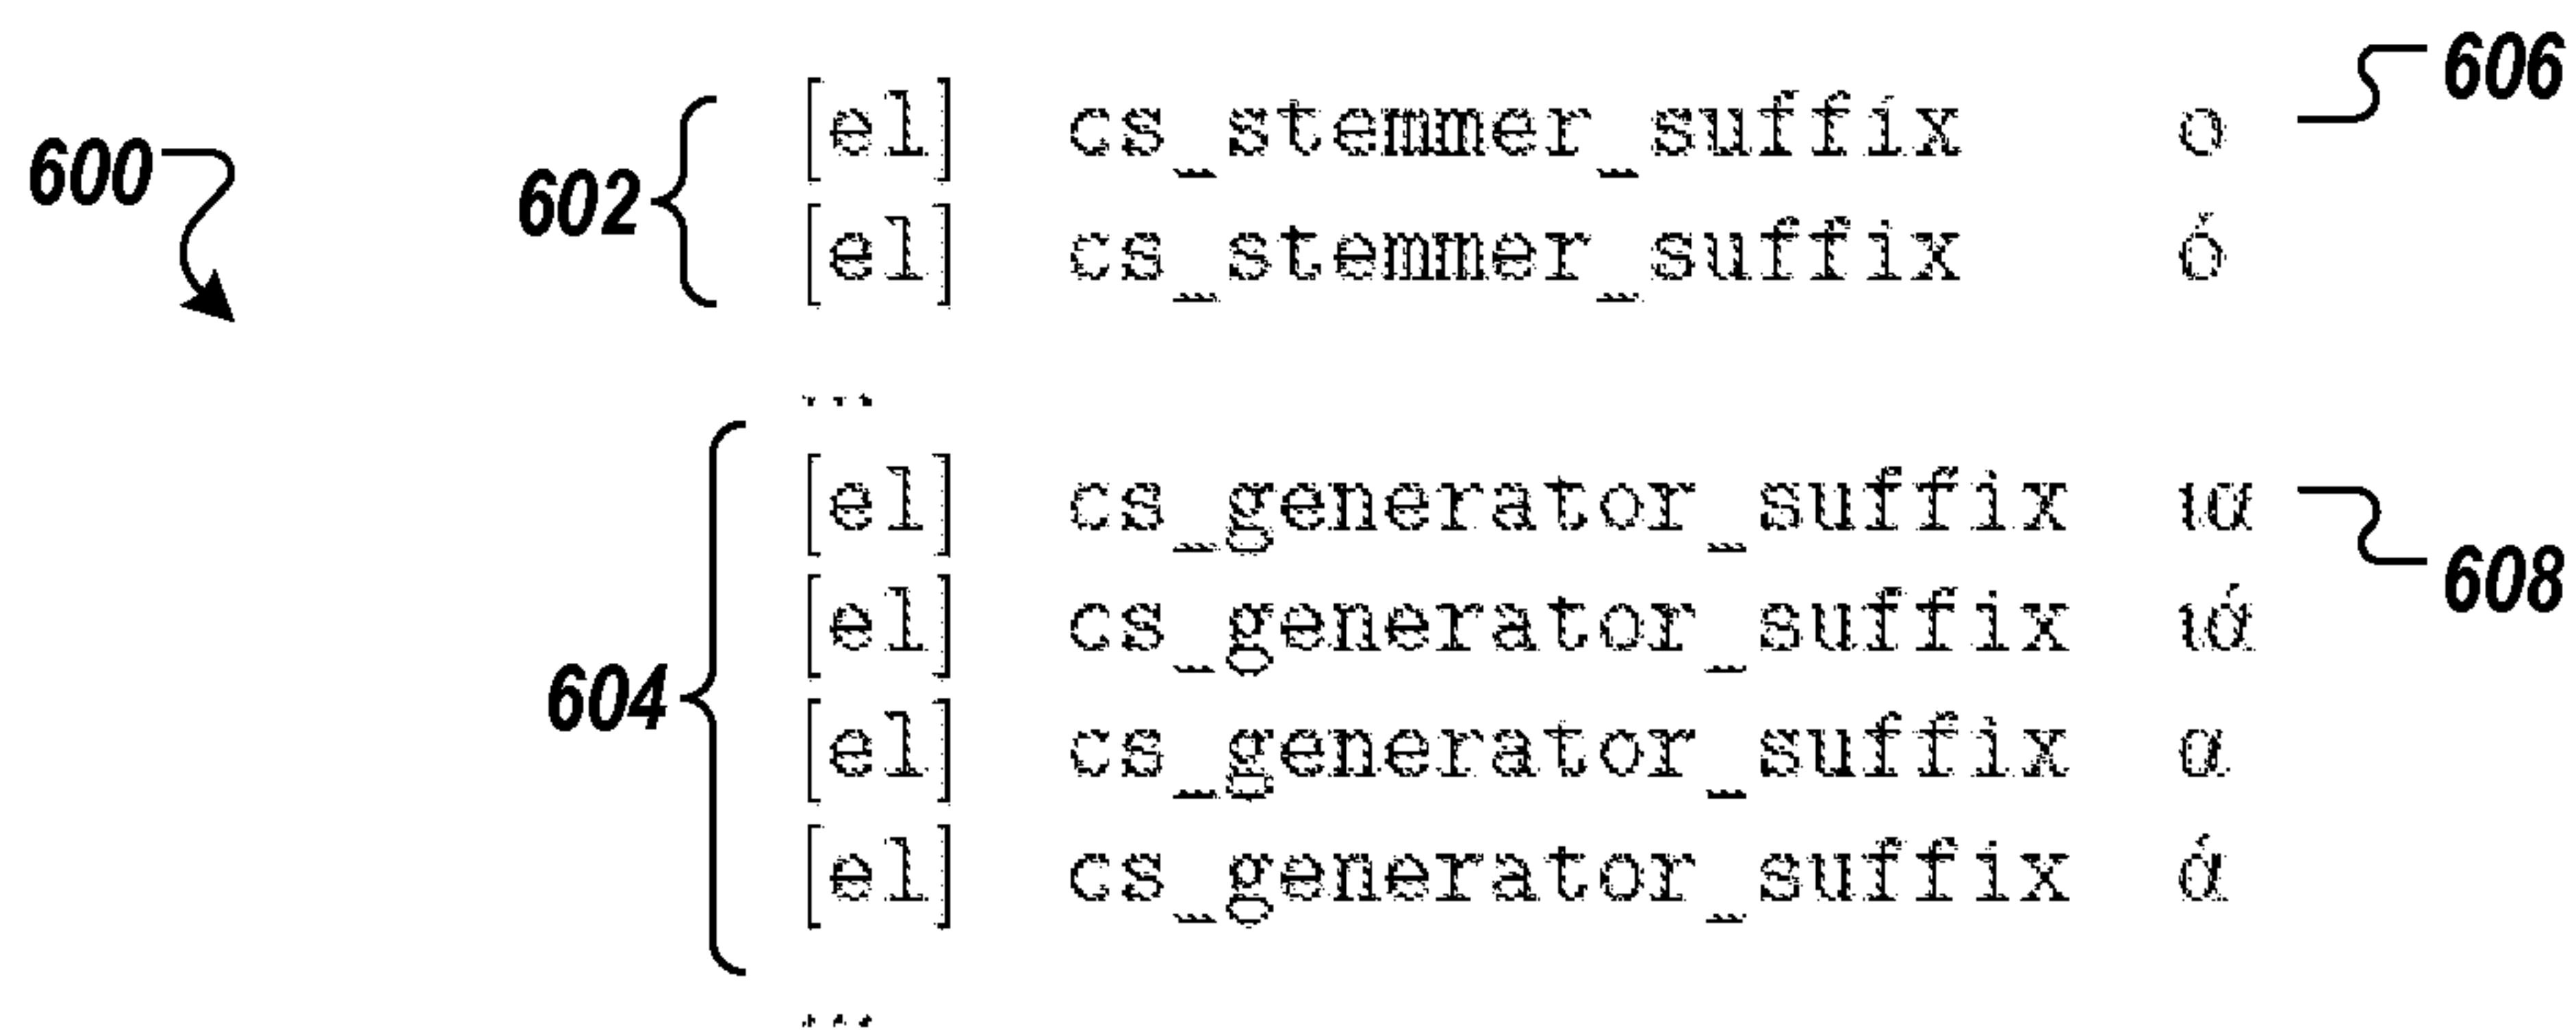 606
[el] cs_stemmer_suffix ο
600
602
[el] cs_stemmer_suffix ό
...
[el] cs_generator_suffix ια
608
[el] cs_generator_suffix ιά
604
[el] cs_generator_suffix α
[el] cs_generator_suffix ά
...